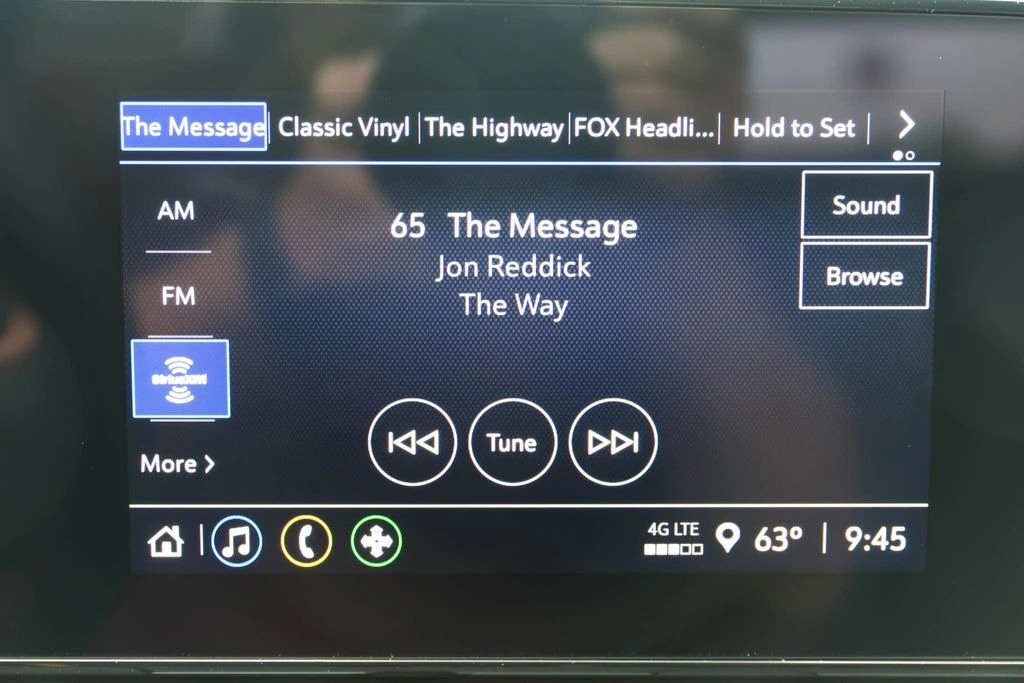 The Message Classic Vinyl The Highway FOX Headli... Hold to Set
AM
65 The Message
Sound
Jon Reddick
Browse
FM
The Way
SiriusXM
Tune
More
4G LTE
63° 9:45